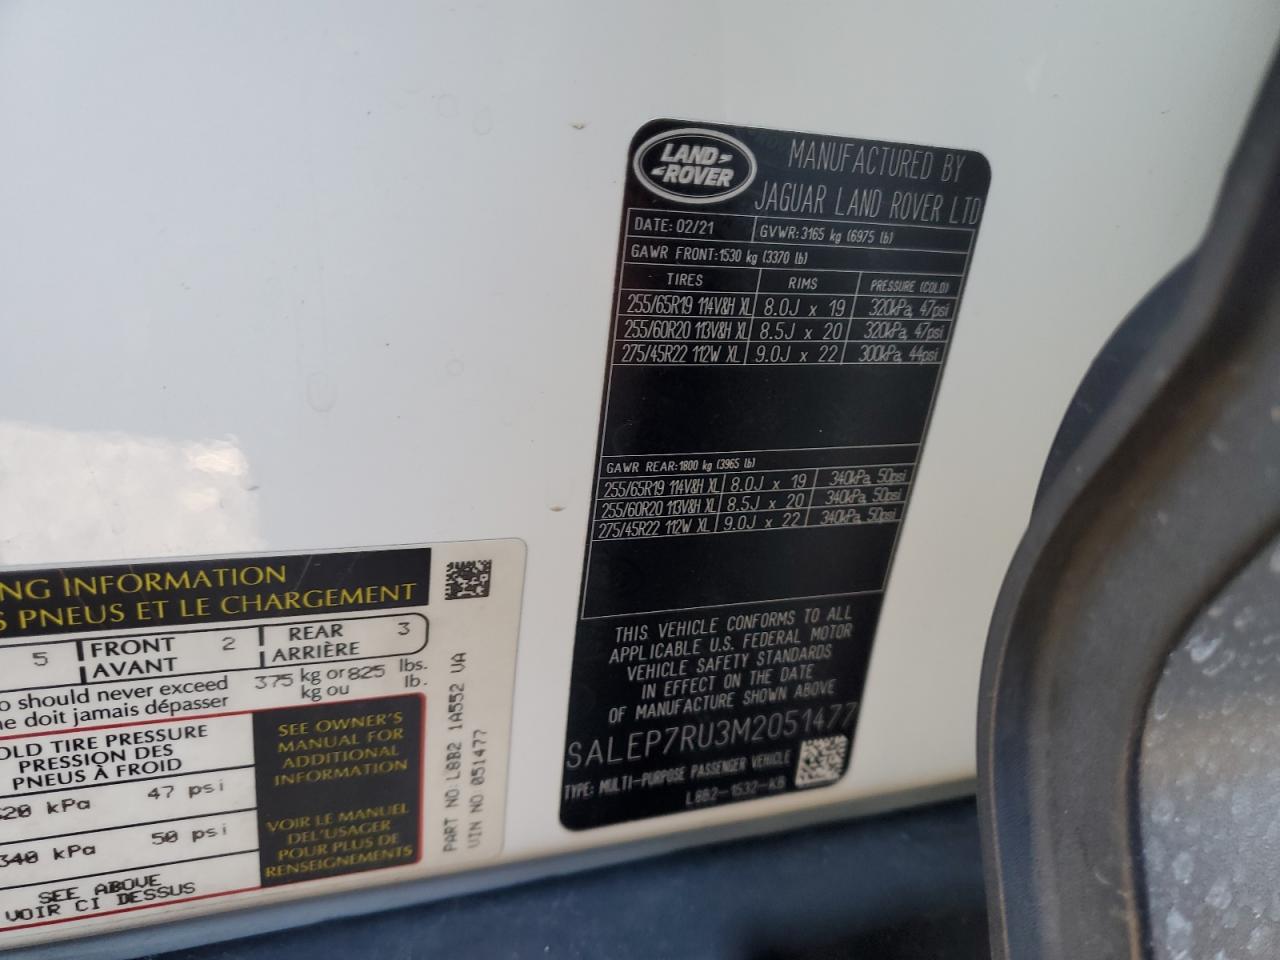 LAND ROVER
MANUFACTURED BY
JAGUAR LAND ROVER LTD
DATE: 02/21 GVWR: 3165 kg (6975 lb)
GAWR FRONT: 1530 kg (3370 lb)
TIRES RIMS PRESSURE (COLD)
255/65R19 114V&H XL 8.0J x 19 320kPa, 47psi
255/60R20 113V&H XL 8.5J x 20 320kPa, 47psi
275/45R22 112W XL 9.0J x 22 300kPa, 44psi
GAWR REAR: 1800 kg (3965 lb)
255/65R19 114V&H XL 8.0J x 19 340kPa, 50psi
255/60R20 113V&H XL 8.5J x 20 340kPa, 50psi
275/45R22 112W XL 9.0J x 22 340kPa, 50psi
THIS VEHICLE CONFORMS TO ALL
APPLICABLE U.S. FEDERAL MOTOR
VEHICLE SAFETY STANDARDS
IN EFFECT ON THE DATE
OF MANUFACTURE SHOWN ABOVE
SALEP7RU3M2051477
TYPE: MULTI-PURPOSE PASSENGER VEHICLE
L8B2-1532-KB
INFORMATION
PNEUS ET LE CHARGEMENT
5 FRONT 2 REAR 3
AVANT ARRIÈRE
should never exceed 375 kg or 825 lbs.
doit jamais dépasser kg ou lb.
TIRE PRESSURE
PRESSION DES
PNEUS À FROID
kPa 47 psi
340 kPa 50 psi
SEE ABOVE
VOIR CI DESSUS
SEE OWNER'S
MANUAL FOR
ADDITIONAL
INFORMATION
VOIR LE MANUEL
DEL'USAGER
POUR PLUS DE
RENSEIGNEMENTS
PART NO: L8B2 1A552 VA
VIN NO: 051477